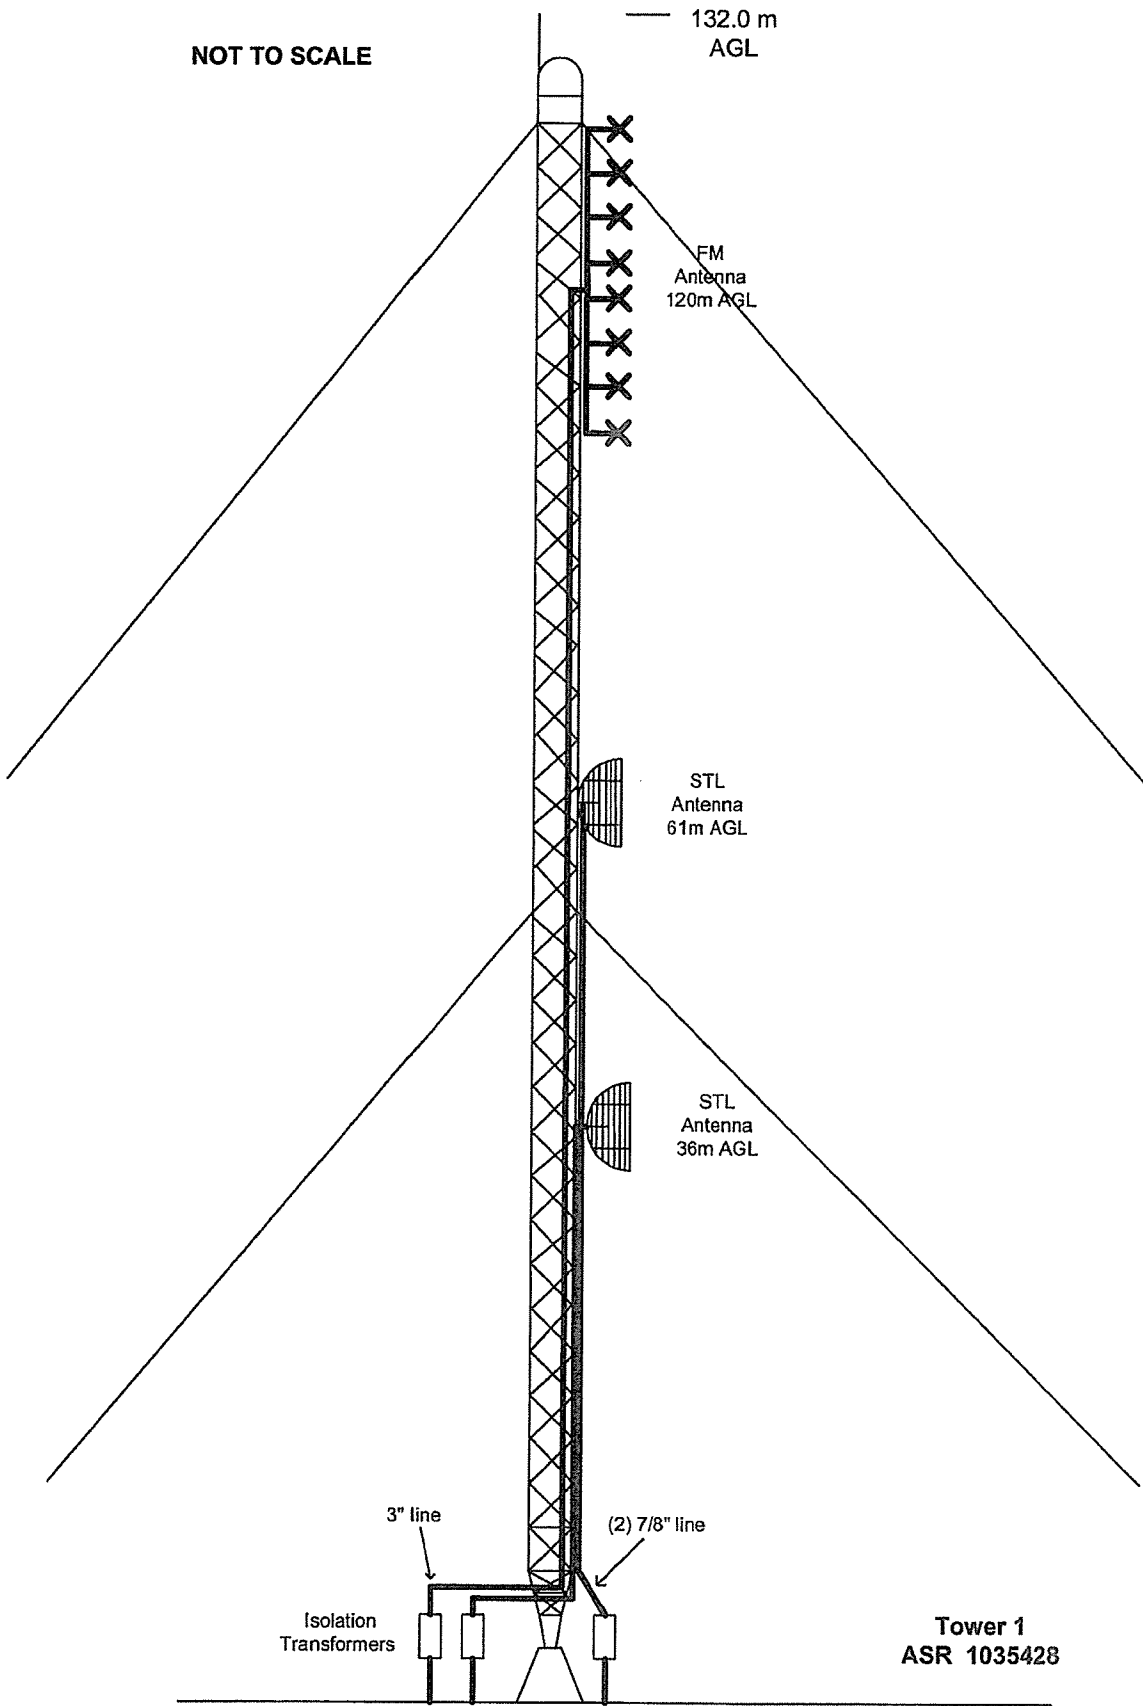 132.0 m
AGL
NOT TO SCALE
FM
Antenna
120m AGL
STL
Antenna
61m AGL
STL
Antenna
36m AGL
3" line
(2) 7/8" line
Isolation
Transformers
Tower 1
ASR 1035428